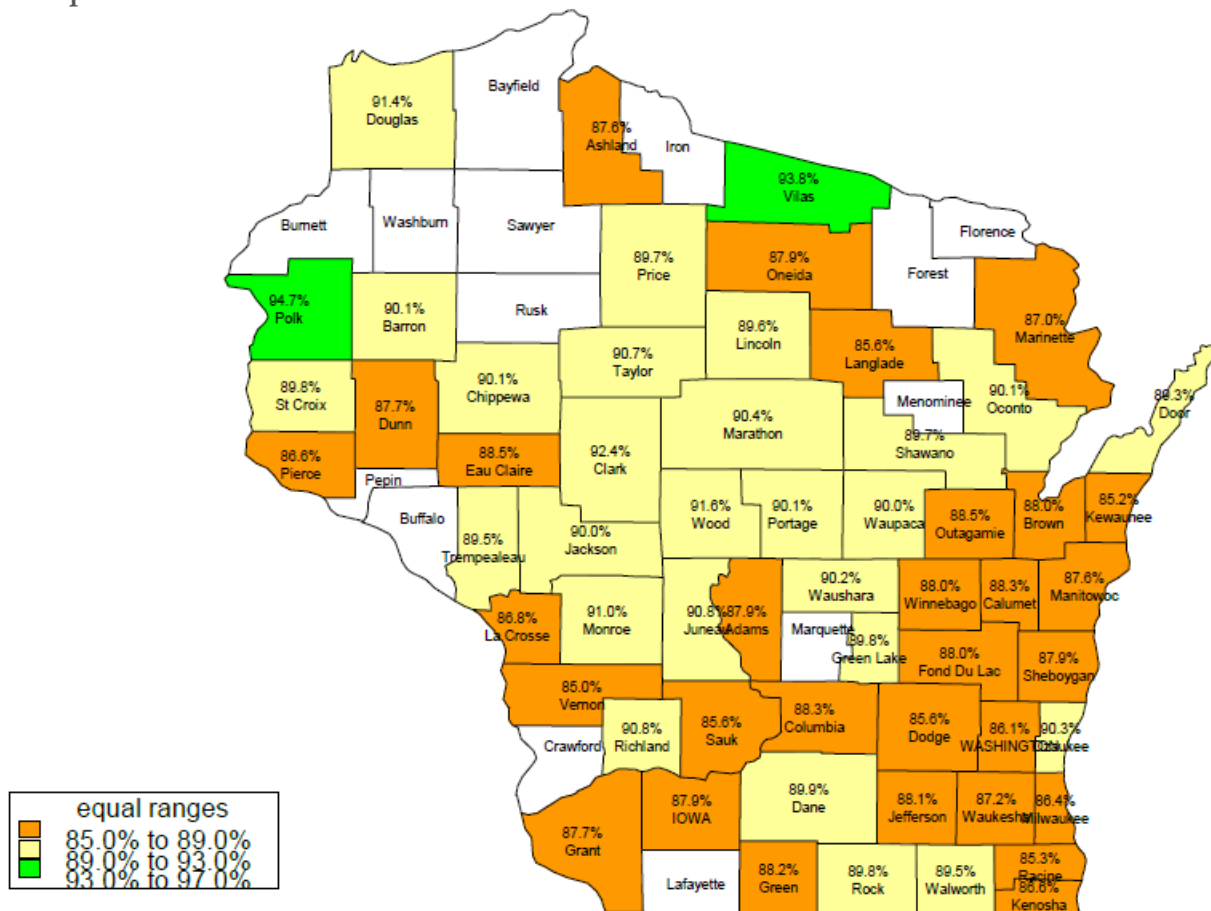 Bayfield
91.4%
Douglas
87.6%
Ashland
Iron
93.8%
Vilas
Burnett
Washburn
Sawyer
Florence
89.7%
Price
87.9%
Oneida
Forest
94.7%
Polk
90.1%
Barron
Rusk
87.0%
Marinette
89.6%
Lincoln
85.6%
Langlade
90.7%
Taylor
89.8%
St Croix
87.7%
Dunn
90.1%
Chippewa
Menominee
90.1%
Oconto
89.3%
Door
90.4%
Marathon
89.7%
Shawano
86.6%
Pierce
88.5%
Eau Claire
92.4%
Clark
Pepin
Buffalo
91.6%
Wood
90.1%
Portage
90.0%
Waupaca
88.5%
Outagamie
88.0%
Brown
85.2%
Kewaunee
89.5%
Trempealeau
90.0%
Jackson
90.2%
Waushara
88.0%
Winnebago
88.3%
Calumet
87.6%
Manitowoc
86.8%
La Crosse
91.0%
Monroe
90.8%
Juneau
87.9%
Adams
Marquette
89.8%
Green Lake
88.0%
Fond Du Lac
87.9%
Sheboygan
85.0%
Vernon
90.8%
Richland
85.6%
Sauk
88.3%
Columbia
85.6%
Dodge
86.1%
WASHINGTON
90.3%
Ozaukee
Crawford
87.7%
Grant
87.9%
IOWA
89.9%
Dane
88.1%
Jefferson
87.2%
Waukesha
86.4%
Milwaukee
Lafayette
88.2%
Green
89.8%
Rock
89.5%
Walworth
85.3%
Racine
86.6%
Kenosha
equal ranges
85.0% to 89.0%
89.0% to 93.0%
93.0% to 97.0%